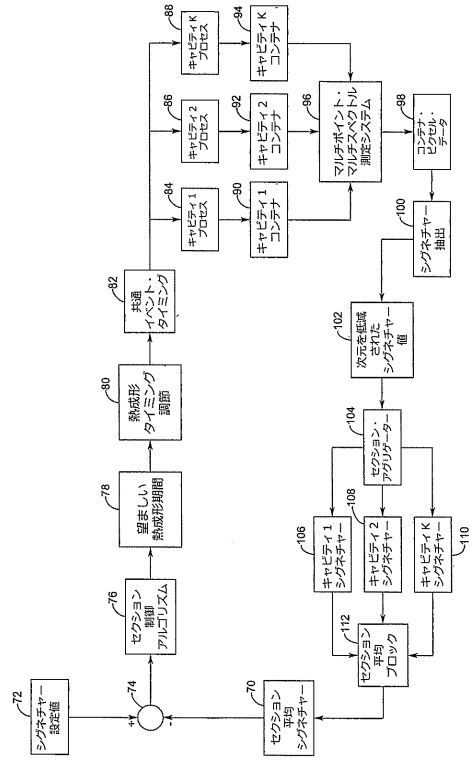 72
シグネチャー
設定値
+
-
74
76
セクション
制御
アルゴリズム
78
望ましい
熱成形期間
80
熱成形
タイミング
調節
82
共通
イベント・
タイミング
84
キャビティ1
プロセス
86
キャビティ2
プロセス
88
キャビティK
プロセス
90
キャビティ1
コンテナ
92
キャビティ2
コンテナ
94
キャビティK
コンテナ
96
マルチポイント・
マルチスペクトル
測定システム
98
コンテナ・
ピクセル・
データ
100
シグネチャー
抽出
102
次元を低減
された
シグネチャー
値
104
セクション・
アグリゲーター
106
キャビティ1
シグネチャー
108
キャビティ2
シグネチャー
110
キャビティK
シグネチャー
112
セクション
平均
ブロック
70
セクション
平均
シグネチャー